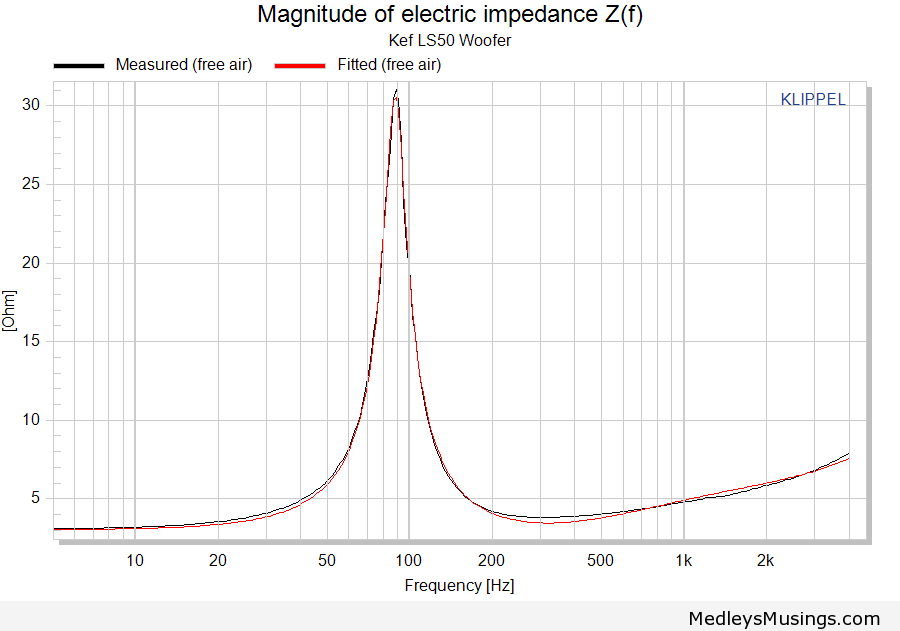 Magnitude of electric impedance Z(f)
Kef LS50 Woofer
Measured (free air) Fitted (free air)
KLIPPEL
30
25
20
15
10
5
[Ohm]
10 20 50 100 200 500 1k 2k
Frequency [Hz]
MedleysMusings.com